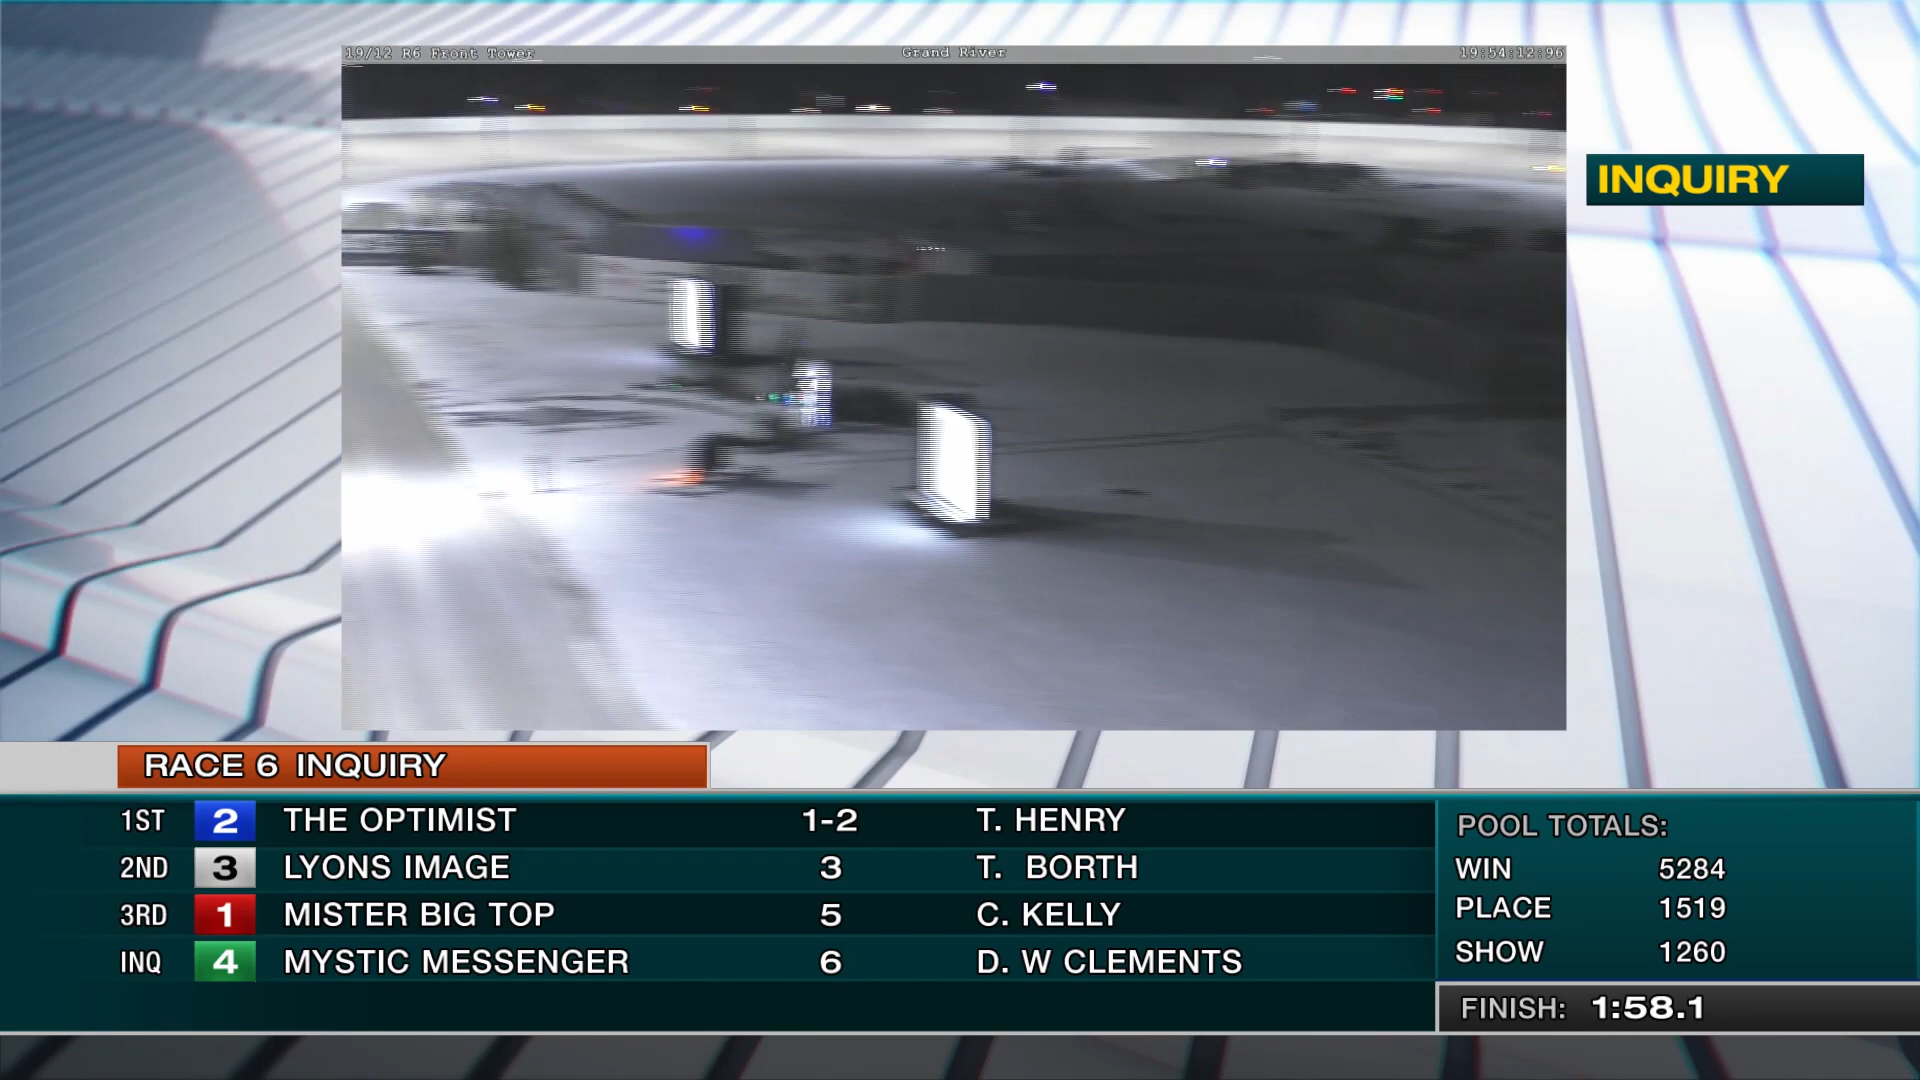 19/12 R6 Front Tower Grand River 19:54:12:96
INQUIRY
RACE 6 INQUIRY
1ST 2 THE OPTIMIST 1-2 T. HENRY
2ND 3 LYONS IMAGE 3 T. BORTH
3RD 1 MISTER BIG TOP 5 C. KELLY
INQ 4 MYSTIC MESSENGER 6 D. W CLEMENTS
POOL TOTALS:
WIN 5284
PLACE 1519
SHOW 1260
FINISH: 1:58.1